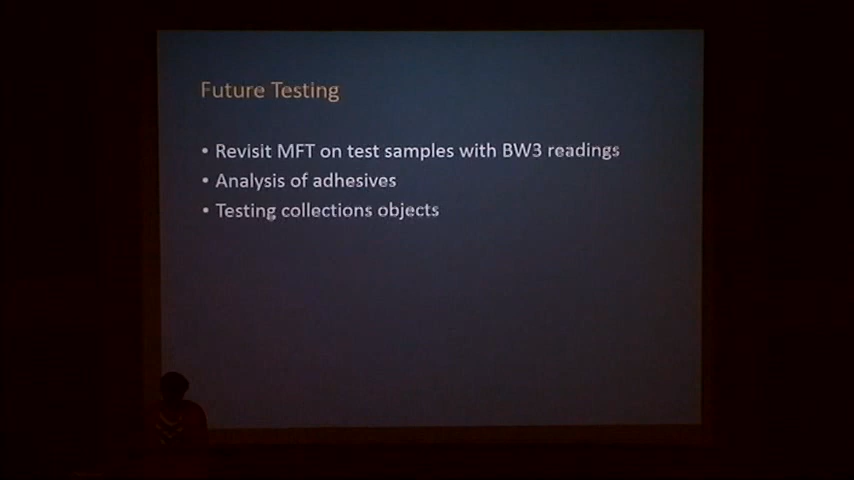 Future Testing
• Revisit MFT on test samples with BW3 readings
• Analysis of adhesives
• Testing collections objects